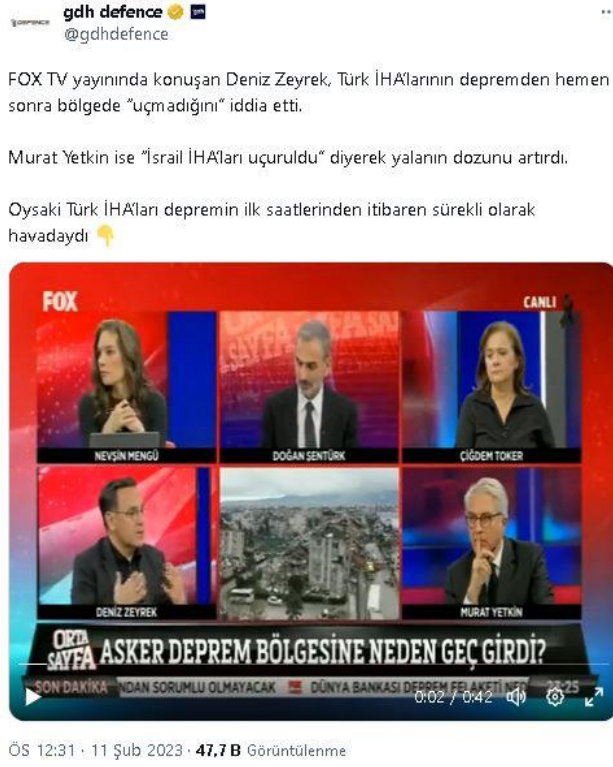 gdh defence
@gdhdefence
FOX TV yayınında konuşan Deniz Zeyrek, Türk İHA'larının depremden hemen
sonra bölgede "uçmadığını" iddia etti.
Murat Yetkin ise "İsrail İHA'ları uçuruldu" diyerek yalanın dozunu artırdı.
Oysaki Türk İHA'ları depremin ilk saatlerinden itibaren sürekli olarak
havadaydı
FOX
CANLI
NEVŞİN MENGÜ
DOĞAN ŞENTÜRK
ÇİĞDEM TOKER
DENİZ ZEYREK
MURAT YETKİN
ORTA
SAYFA
ASKER DEPREM BÖLGESİNE NEDEN GEÇ GİRDİ?
SON DAKİKA
NDAN SORUMLU OLMAYACAK
DÜNYA BANKASI DEPREM FELAKETİ
0:02 / 0:42
ÖS 12:31 · 11 Şub 2023 · 47,7 B Görüntülenme